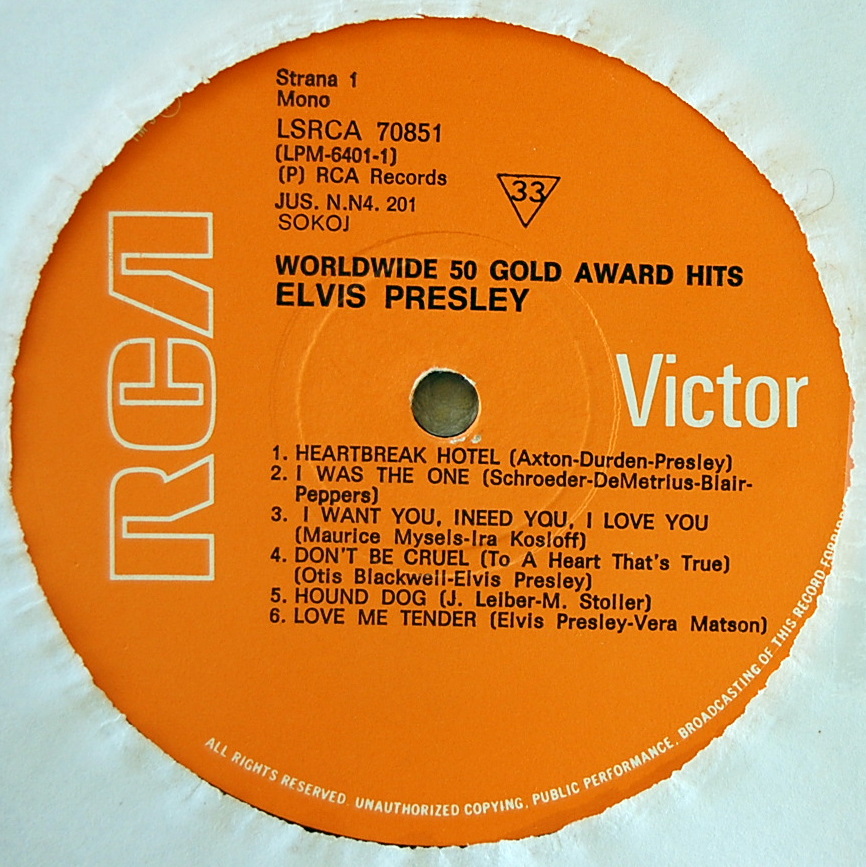 Strana 1
Mono
LSRCA 70851
(LPM-6401-1)
(P) RCA Records
JUS. N.N4. 201
SOKOJ
33
WORLDWIDE 50 GOLD AWARD HITS
ELVIS PRESLEY
RCA
Victor
1. HEARTBREAK HOTEL (Axton-Durden-Presley)
2. I WAS THE ONE (Schroeder-DeMetrius-Blair-
Peppers)
3. I WANT YOU, INEED YOU, I LOVE YOU
(Maurice Mysels-Ira Kosloff)
4. DON'T BE CRUEL (To A Heart That's True)
(Otis Blackwell-Elvis Presley)
5. HOUND DOG (J. Leiber-M. Stoller)
6. LOVE ME TENDER (Elvis Presley-Vera Matson)
ALL RIGHTS RESERVED. UNAUTHORIZED COPYING, PUBLIC PERFORMANCE, BROADCASTING OF THIS RECORD